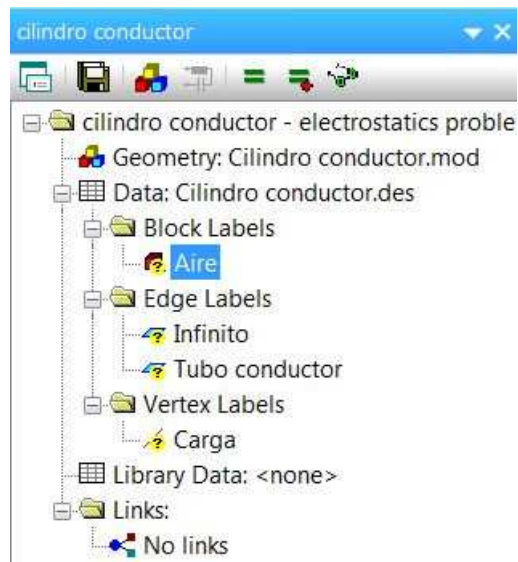 cilindro conductor
cilindro conductor - electrostatics proble
Geometry: Cilindro conductor.mod
Data: Cilindro conductor.des
Block Labels
Aire
Edge Labels
Infinito
Tubo conductor
Vertex Labels
Carga
Library Data: <none>
Links:
No links